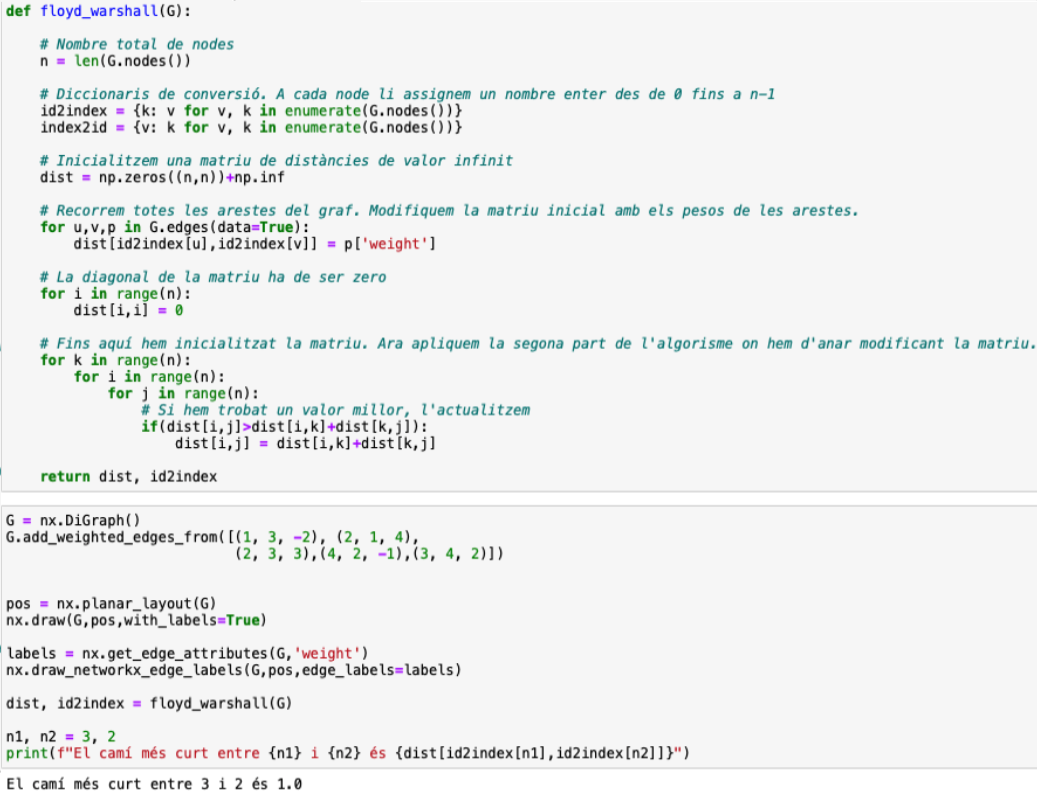 def floyd_warshall(G):
# Nombre total de nodes
n = len(G.nodes())
# Diccionaris de conversió. A cada node li assignem un nombre enter des de 0 fins a n-1
id2index = {k: v for v, k in enumerate(G.nodes())}
index2id = {v: k for v, k in enumerate(G.nodes())}
# Inicialitzem una matriu de distàncies de valor infinit
dist = np.zeros((n,n))+np.inf
# Recorrem totes les arestes del graf. Modifiquem la matriu inicial amb els pesos de les arestes.
for u,v,p in G.edges(data=True):
dist[id2index[u],id2index[v]] = p['weight']
# La diagonal de la matriu ha de ser zero
for i in range(n):
dist[i,i] = 0
# Fins aquí hem inicialitzat la matriu. Ara apliquem la segona part de l'algorisme on hem d'anar modificant la matriu.
for k in range(n):
for i in range(n):
for j in range(n):
# Si hem trobat un valor millor, l'actualitzem
if(dist[i,j]>dist[i,k]+dist[k,j]):
dist[i,j] = dist[i,k]+dist[k,j]
return dist, id2index
G = nx.DiGraph()
G.add_weighted_edges_from([(1, 3, -2), (2, 1, 4),
(2, 3, 3),(4, 2, -1),(3, 4, 2)])
pos = nx.planar_layout(G)
nx.draw(G,pos,with_labels=True)
labels = nx.get_edge_attributes(G,'weight')
nx.draw_networkx_edge_labels(G,pos,edge_labels=labels)
dist, id2index = floyd_warshall(G)
n1, n2 = 3, 2
print(f"El camí més curt entre {n1} i {n2} és {dist[id2index[n1],id2index[n2]]}")
El camí més curt entre 3 i 2 és 1.0